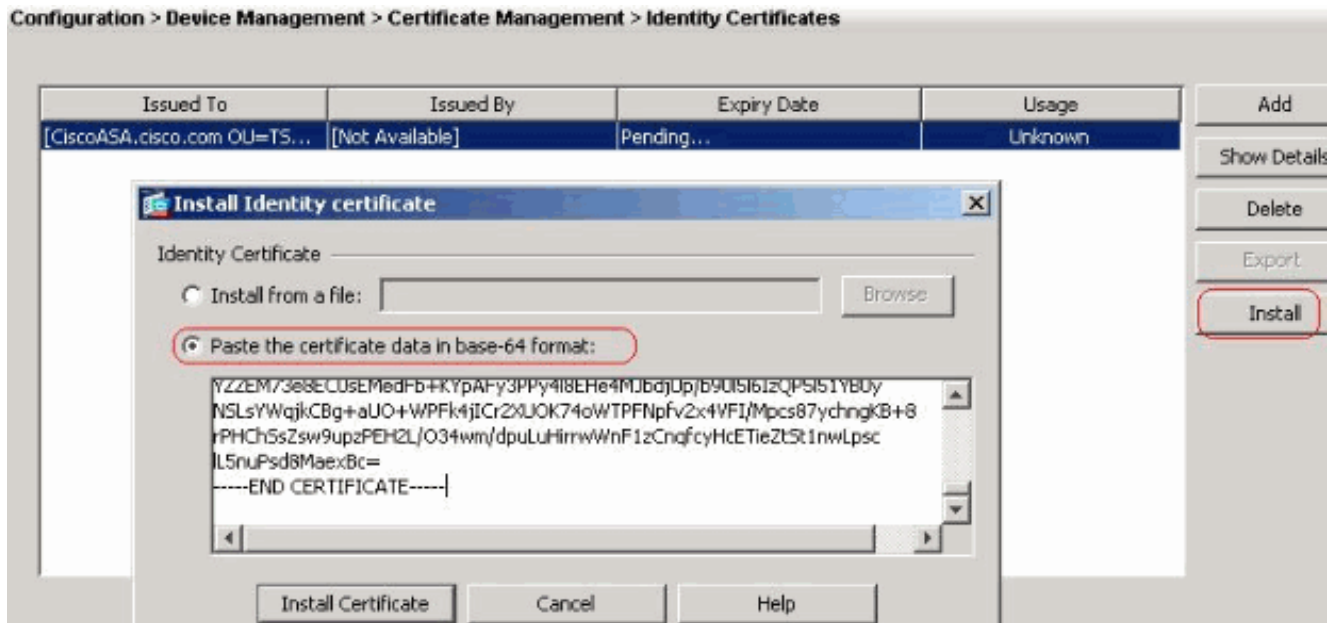 Configuration > Device Management > Certificate Management > Identity Certificates
Issued To Issued By Expiry Date Usage
[CiscoASA.cisco.com OU=TS... [Not Available] Pending... Unknown
Add
Show Details
Delete
Export
Install
Install Identity certificate
Identity Certificate
Install from a file: Browse
Paste the certificate data in base-64 format:
NSLsYWqjkCBg+aUO+WPFk4jICr2XUOK74oWTPFNpfv2x4VFI/Mpcs87ychngKB+8
rPHChSsZsw9upzPEH2L/O34wm/dpuLuHirrwWnF1zCnqfcyHcETieZtSt1nwLpsc
lL5nuPsd8MaexBc=
-----END CERTIFICATE-----
Install Certificate Cancel Help